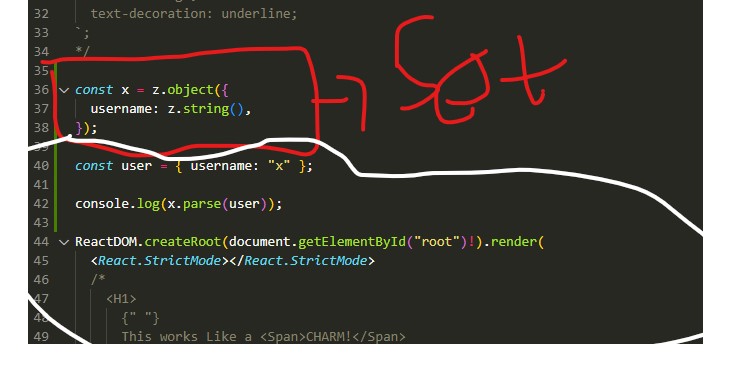 32 text-decoration: underline;
33 `;
34 */
35
36 const x = z.object({
37 username: z.string(),
38 });
39
40 const user = { username: "x" };
41
42 console.log(x.parse(user));
43
44 ReactDOM.createRoot(document.getElementById("root")!).render(
45 <React.StrictMode></React.StrictMode>
46 /*
47 <H1>
48 {" "}
49 This works Like a <Span>CHARM!</Span>